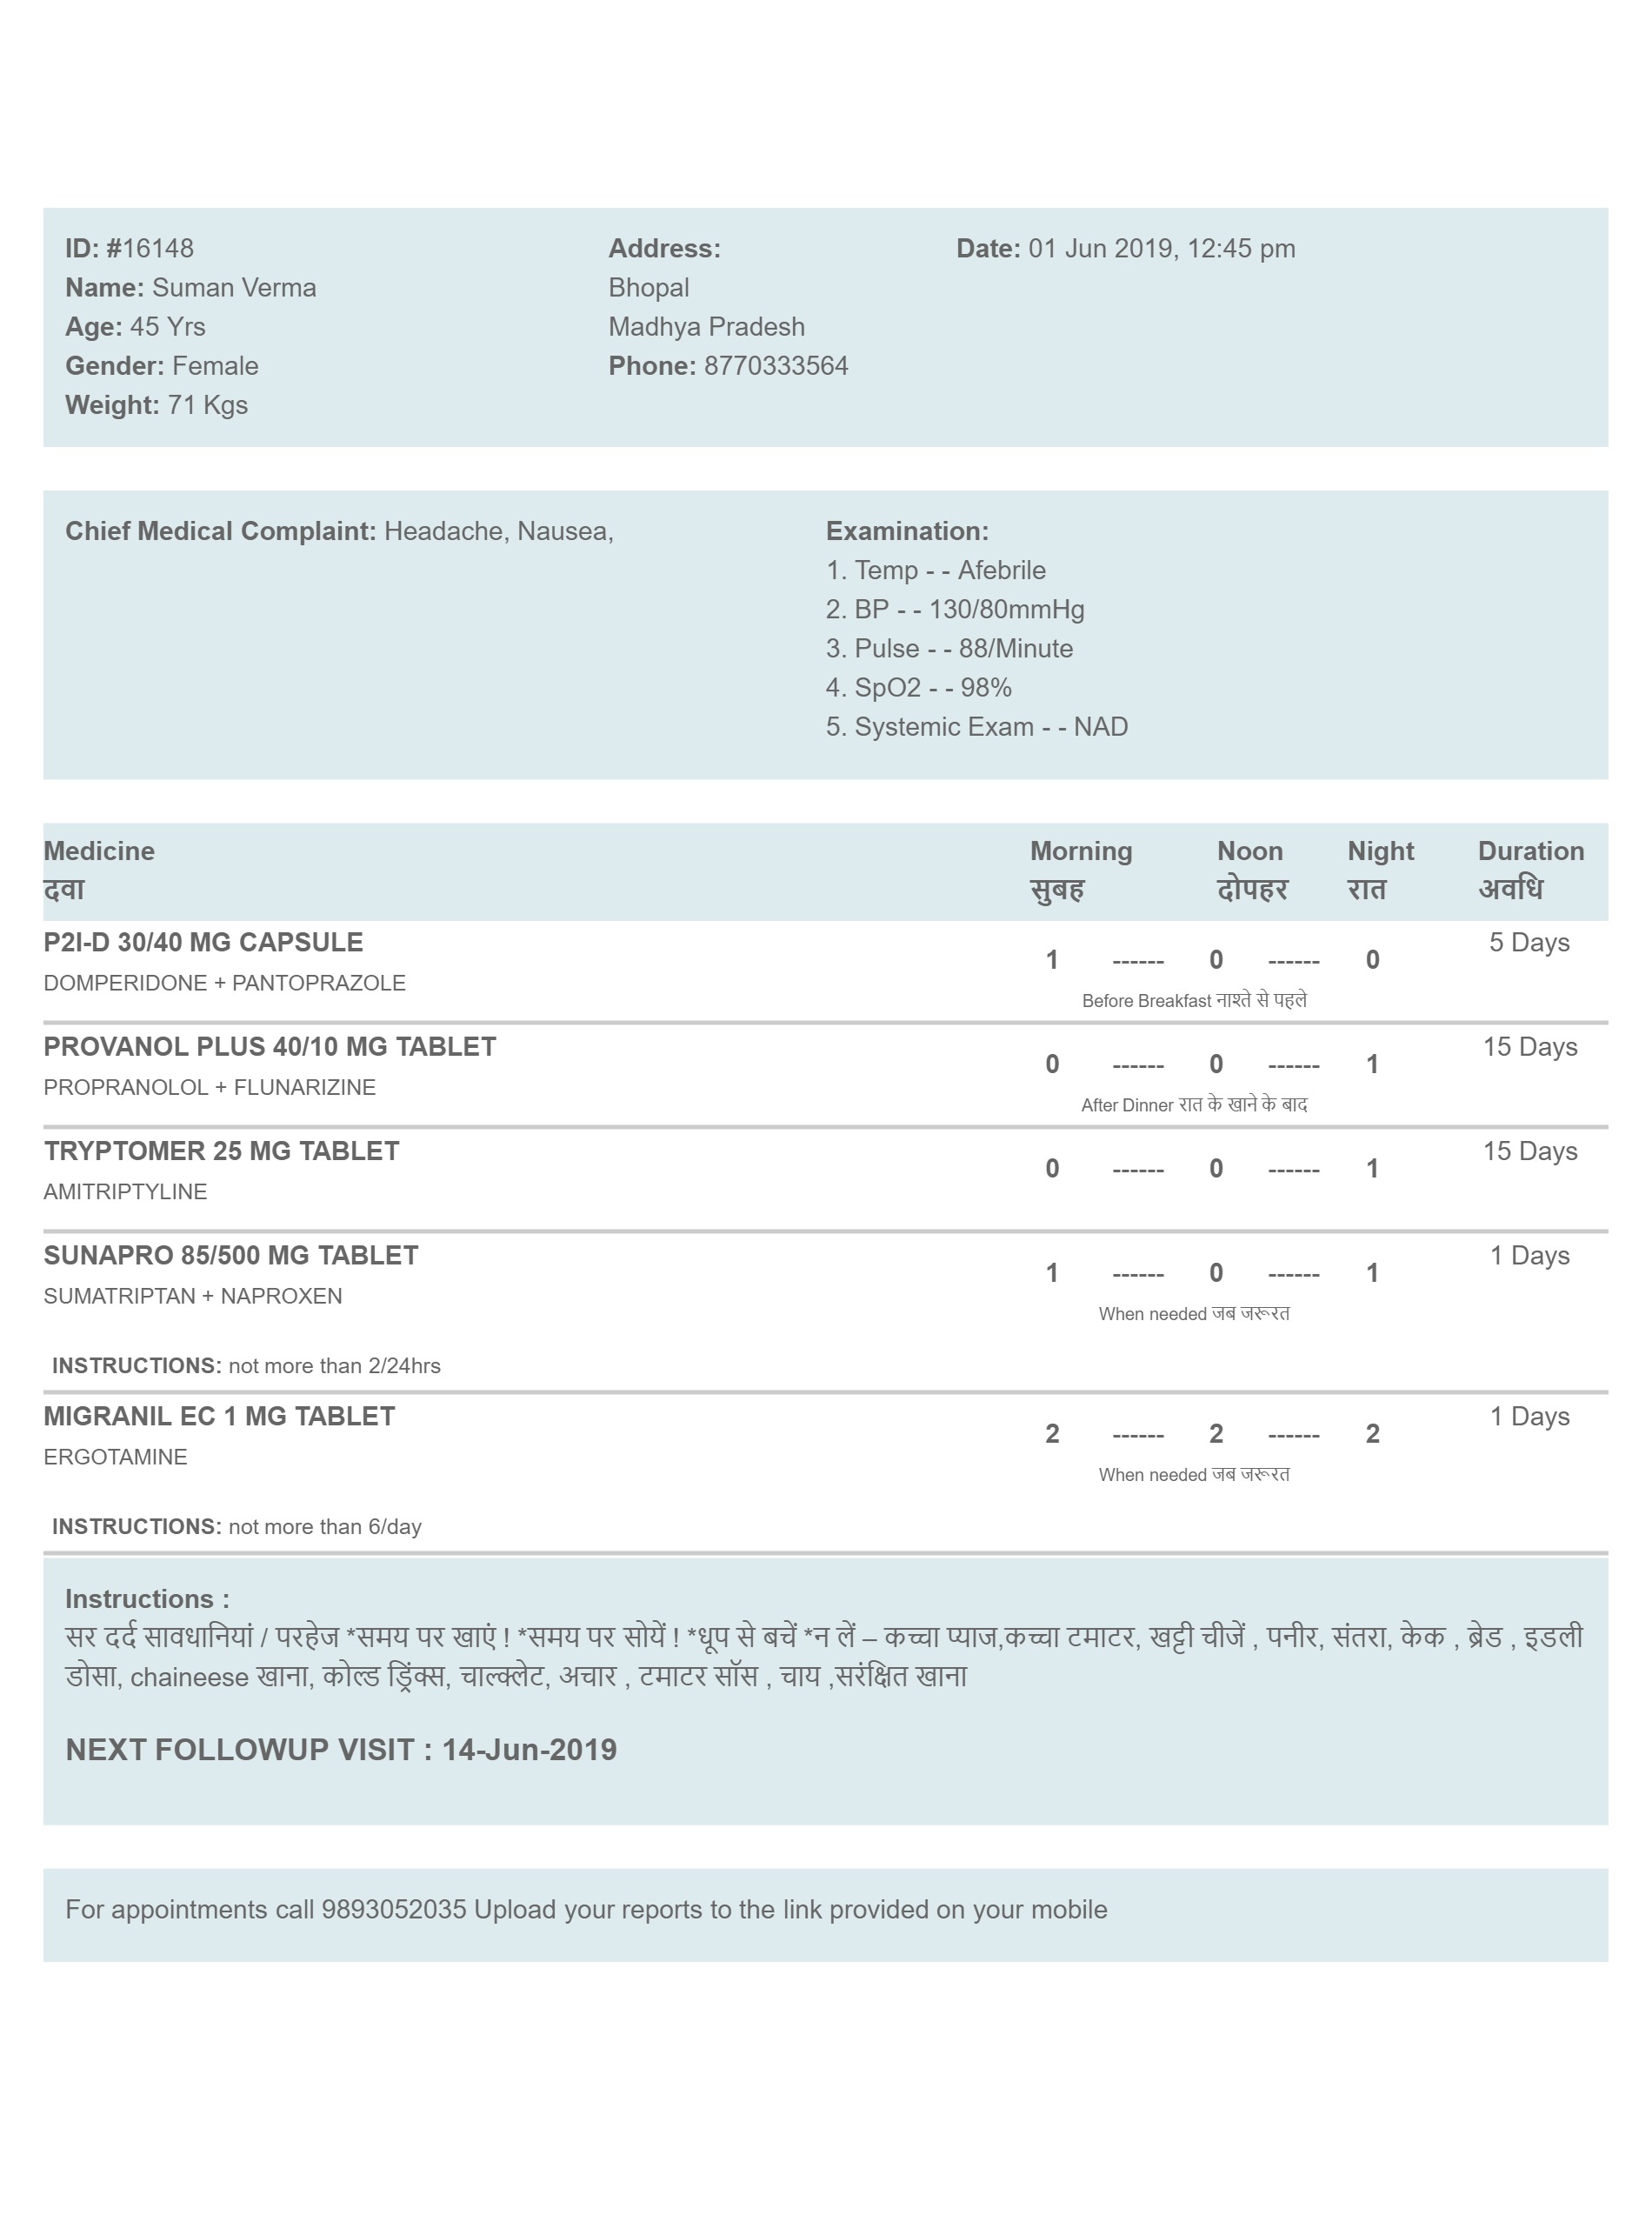 ID: #16148 Address: Date: 01 Jun 2019, 12:45 pm
Name: Suman Verma Bhopal
Age: 45 Yrs Madhya Pradesh
Gender: Female Phone: 8770333564
Weight: 71 Kgs
Chief Medical Complaint: Headache, Nausea, Examination:
1. Temp - - Afebrile
2. BP - - 130/80mmHg
3. Pulse - - 88/Minute
4. SpO2 - - 98%
5. Systemic Exam - - NAD
Medicine Morning Noon Night Duration
दवा सुबह दोपहर रात अवधि
P2I-D 30/40 MG CAPSULE 5 Days
1 ------ 0 ------ 0
DOMPERIDONE + PANTOPRAZOLE
Before Breakfast नाश्ते से पहले
PROVANOL PLUS 40/10 MG TABLET 15 Days
0 ------ 0 ------ 1
PROPRANOLOL + FLUNARIZINE
After Dinner रात के खाने के बाद
TRYPTOMER 25 MG TABLET 15 Days
0 ------ 0 ------ 1
AMITRIPTYLINE
SUNAPRO 85/500 MG TABLET 1 Days
1 ------ 0 ------ 1
SUMATRIPTAN + NAPROXEN
When needed जब जरूरत
INSTRUCTIONS: not more than 2/24hrs
MIGRANIL EC 1 MG TABLET 1 Days
2 ------ 2 ------ 2
ERGOTAMINE
When needed जब जरूरत
INSTRUCTIONS: not more than 6/day
Instructions :
सर दर्द सावधानियां / परहेज *समय पर खाएं ! *समय पर सोयें ! *धूप से बचें *न लें – कच्चा प्याज,कच्चा टमाटर, खट्टी चीजें , पनीर, संतरा, केक , ब्रेड , इडली
डोसा, chaineese खाना, कोल्ड ड्रिंक्स, चाल्क्लेट, अचार , टमाटर सॉस , चाय ,सरंक्षित खाना
NEXT FOLLOWUP VISIT : 14-Jun-2019
For appointments call 9893052035 Upload your reports to the link provided on your mobile